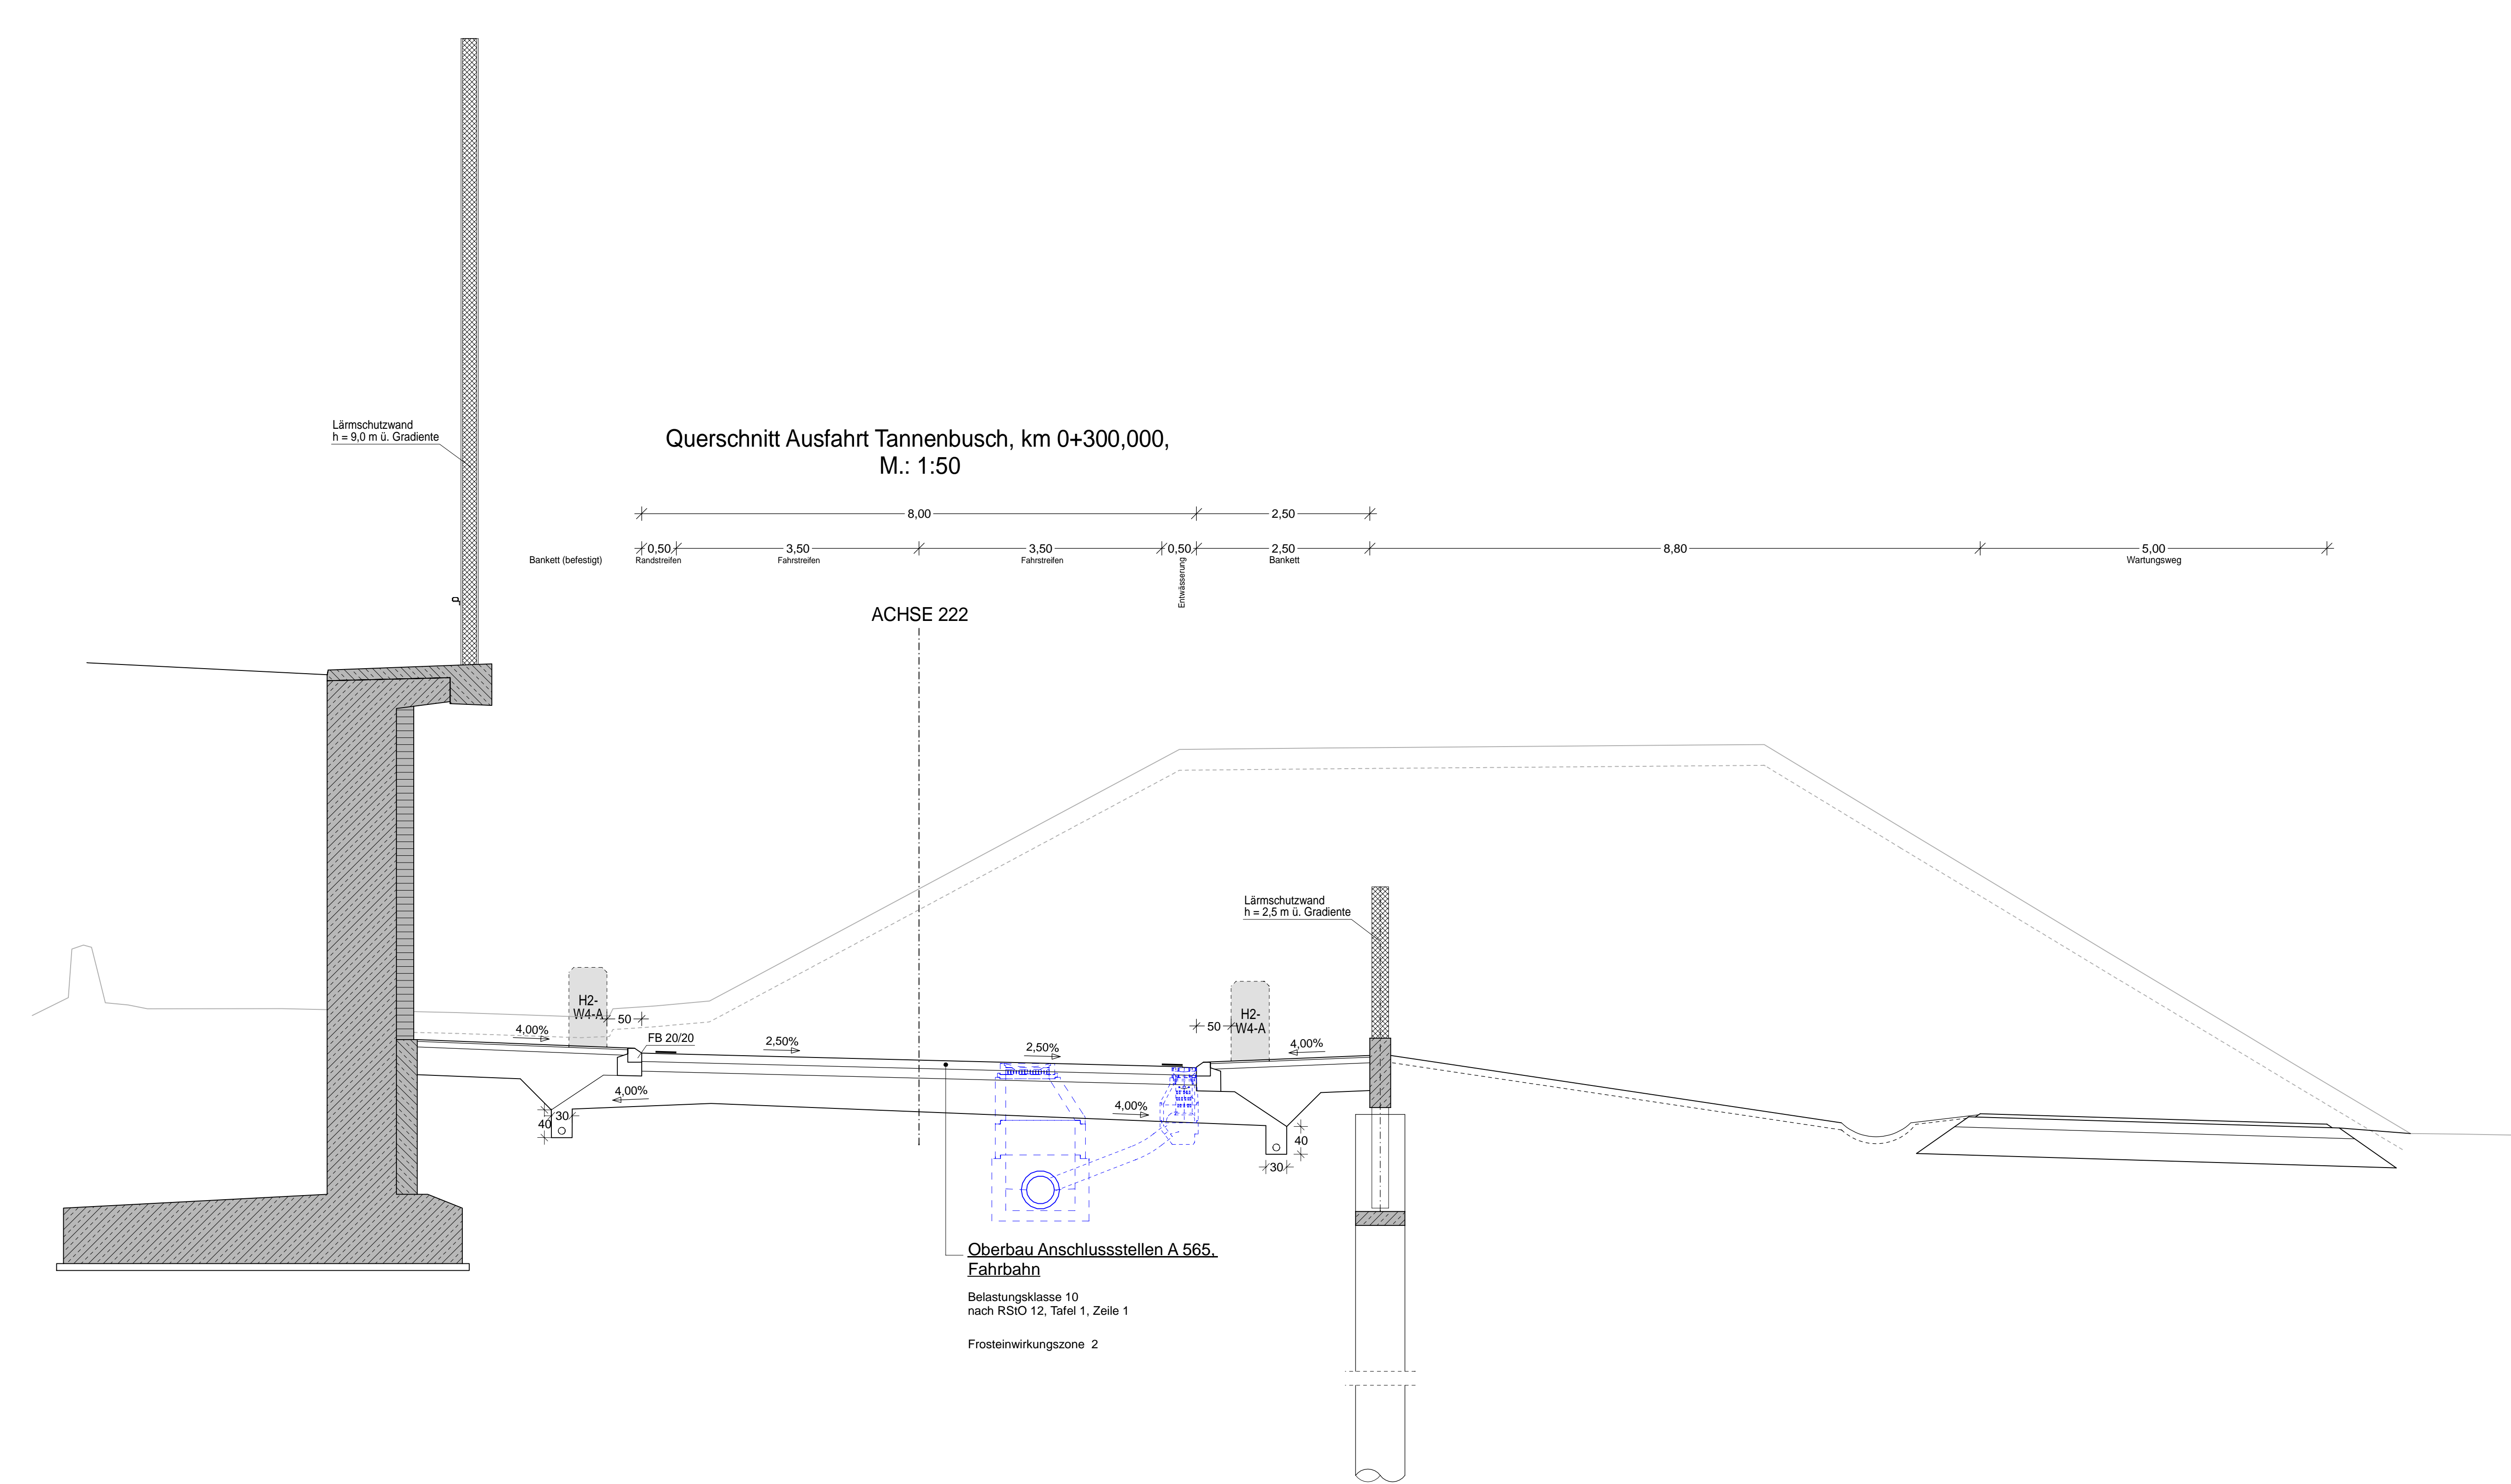 Lärmschutzwand
h = 9,0 m ü. Gradiente
Querschnitt Ausfahrt Tannenbusch, km 0+300,000,
M.: 1:50
8,00
2,50
0,50
3,50
3,50
0,50
2,50
8,80
5,00
Bankett (befestigt)
Randstreifen
Fahrstreifen
Fahrstreifen
Entwässerung
Bankett
Wartungsweg
ACHSE 222
Lärmschutzwand
h = 2,5 m ü. Gradiente
H2-
W4-A
50
4,00%
FB 20/20
2,50%
2,50%
50
H2-
W4-A
4,00%
4,00%
4,00%
30
40
40
30
Oberbau Anschlussstellen A 565,
Fahrbahn
Belastungsklasse 10
nach RStO 12, Tafel 1, Zeile 1
Frosteinwirkungszone 2